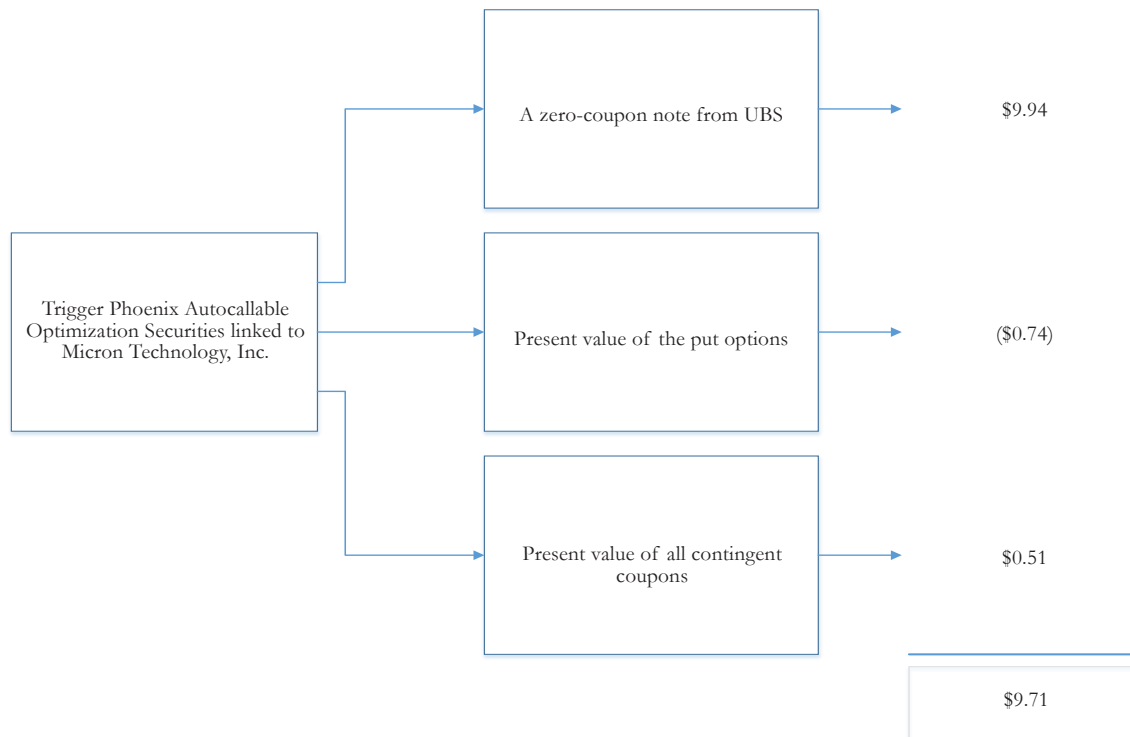 A zero-coupon note from UBS
$9.94
Trigger Phoenix Autocallable
Optimization Securities linked to
Micron Technology, Inc.
Present value of the put options
($0.74)
Present value of all contingent
coupons
$0.51
$9.71